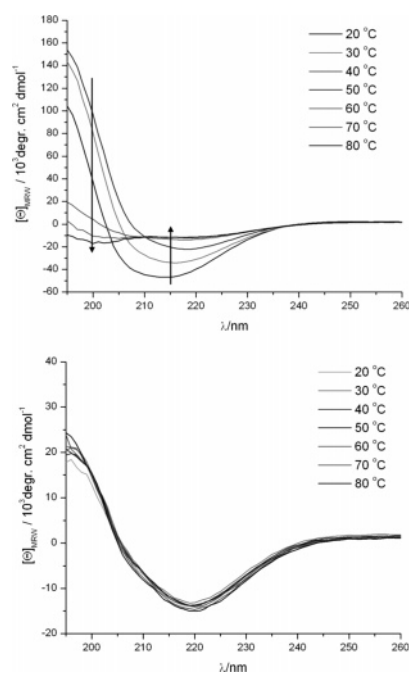 180
160
140
120
100
80
60
40
20
0
-20
-40
-60
[Θ]MRW / 10³degr. cm² dmol⁻¹
20 °C
30 °C
40 °C
50 °C
60 °C
70 °C
80 °C
200 210 220 230 240 250 260
λ/nm
40
30
20
10
0
-10
-20
[Θ]MRW / 10³degr. cm² dmol⁻¹
20 °C
30 °C
40 °C
50 °C
60 °C
70 °C
80 °C
200 210 220 230 240 250 260
λ/nm